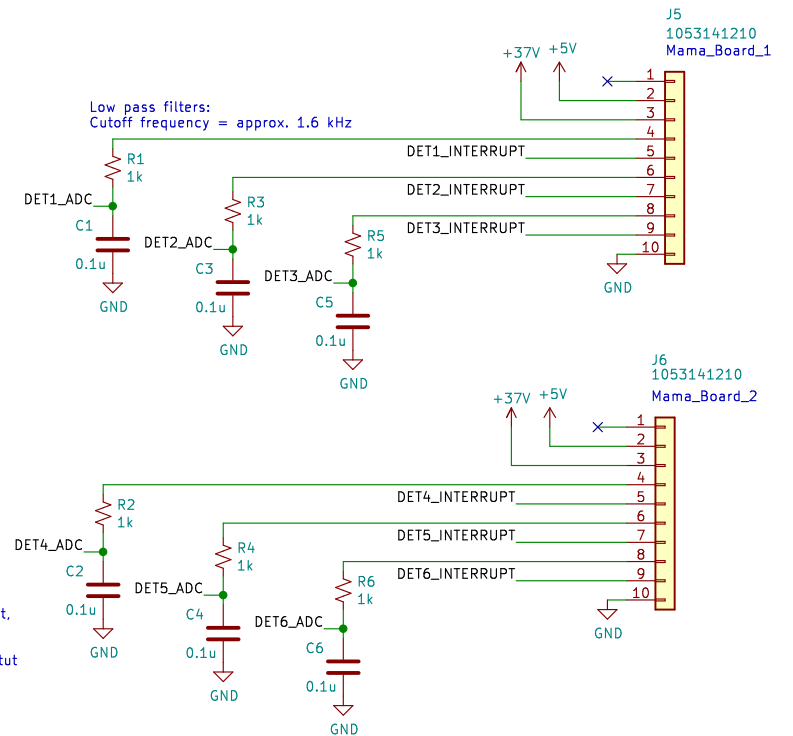 J5
1053141210
Mama_Board_1
+37V
+5V
1
2
3
4
5
6
7
8
9
10
Low pass filters:
Cutoff frequency = approx. 1.6 kHz
DET1_INTERRUPT
DET2_INTERRUPT
DET3_INTERRUPT
R1
1k
DET1_ADC
C1
0.1u
GND
R3
1k
DET2_ADC
C3
0.1u
GND
R5
1k
DET3_ADC
C5
0.1u
GND
GND
J6
1053141210
Mama_Board_2
+37V
+5V
1
2
3
4
5
6
7
8
9
10
DET4_INTERRUPT
DET5_INTERRUPT
DET6_INTERRUPT
R2
1k
DET4_ADC
C2
0.1u
GND
R4
1k
DET5_ADC
C4
0.1u
GND
R6
1k
DET6_ADC
C6
0.1u
GND
GND
t,
tut